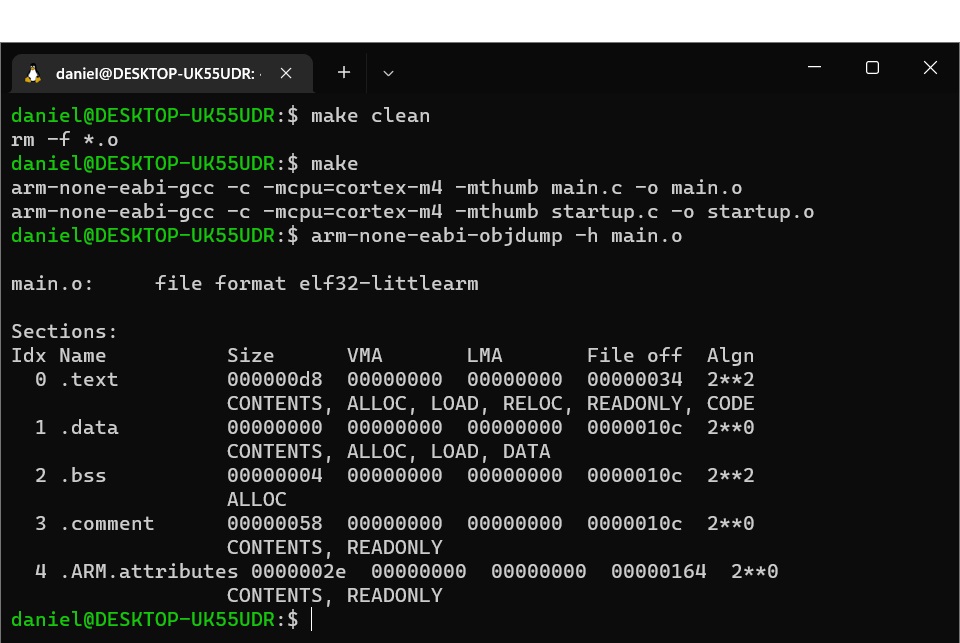 daniel@DESKTOP-UK55UDR: 
daniel@DESKTOP-UK55UDR:$ make clean
rm -f *.o
daniel@DESKTOP-UK55UDR:$ make
arm-none-eabi-gcc -c -mcpu=cortex-m4 -mthumb main.c -o main.o
arm-none-eabi-gcc -c -mcpu=cortex-m4 -mthumb startup.c -o startup.o
daniel@DESKTOP-UK55UDR:$ arm-none-eabi-objdump -h main.o
main.o:     file format elf32-littlearm
Sections:
Idx Name          Size      VMA       LMA       File off  Algn
  0 .text         000000d8  00000000  00000000  00000034  2**2
                  CONTENTS, ALLOC, LOAD, RELOC, READONLY, CODE
  1 .data         00000000  00000000  00000000  0000010c  2**0
                  CONTENTS, ALLOC, LOAD, DATA
  2 .bss          00000004  00000000  00000000  0000010c  2**2
                  ALLOC
  3 .comment      00000058  00000000  00000000  0000010c  2**0
                  CONTENTS, READONLY
  4 .ARM.attributes 0000002e  00000000  00000000  00000164  2**0
                  CONTENTS, READONLY
daniel@DESKTOP-UK55UDR:$